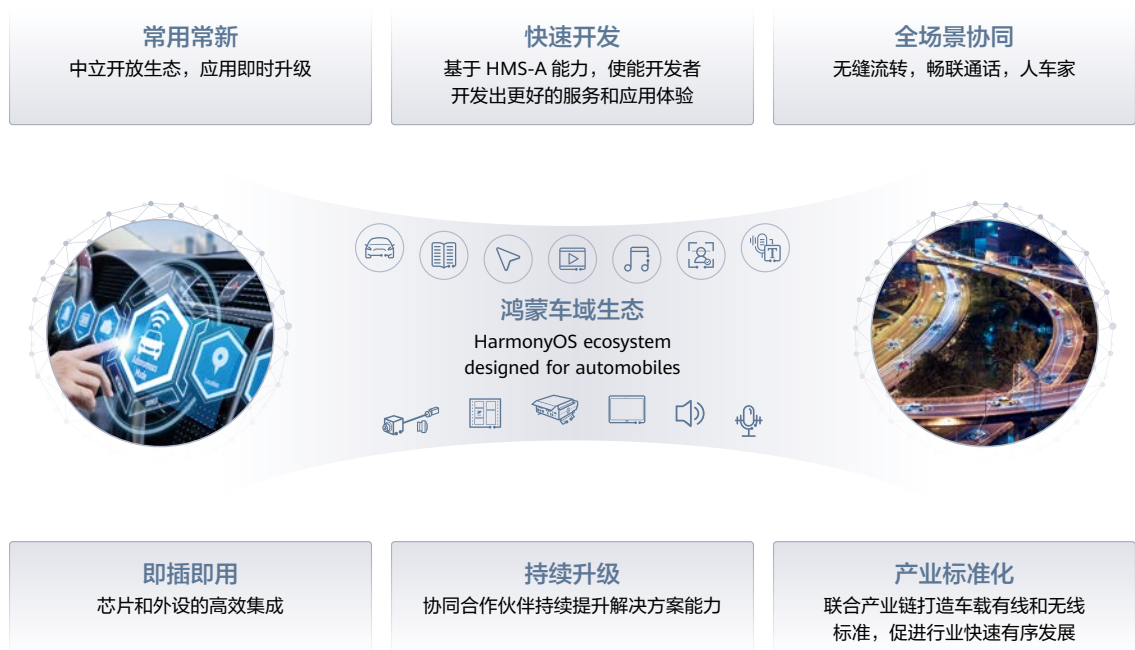 常用常新
中立开放生态，应用即时升级
快速开发
基于 HMS-A 能力，使能开发者
开发出更好的服务和应用体验
全场景协同
无缝流转，畅联通话，人车家
Autonomous
Mode
T
鸿蒙车域生态
HarmonyOS ecosystem
designed for automobiles
即插即用
芯片和外设的高效集成
持续升级
协同合作伙伴持续提升解决方案能力
产业标准化
联合产业链打造车载有线和无线
标准，促进行业快速有序发展